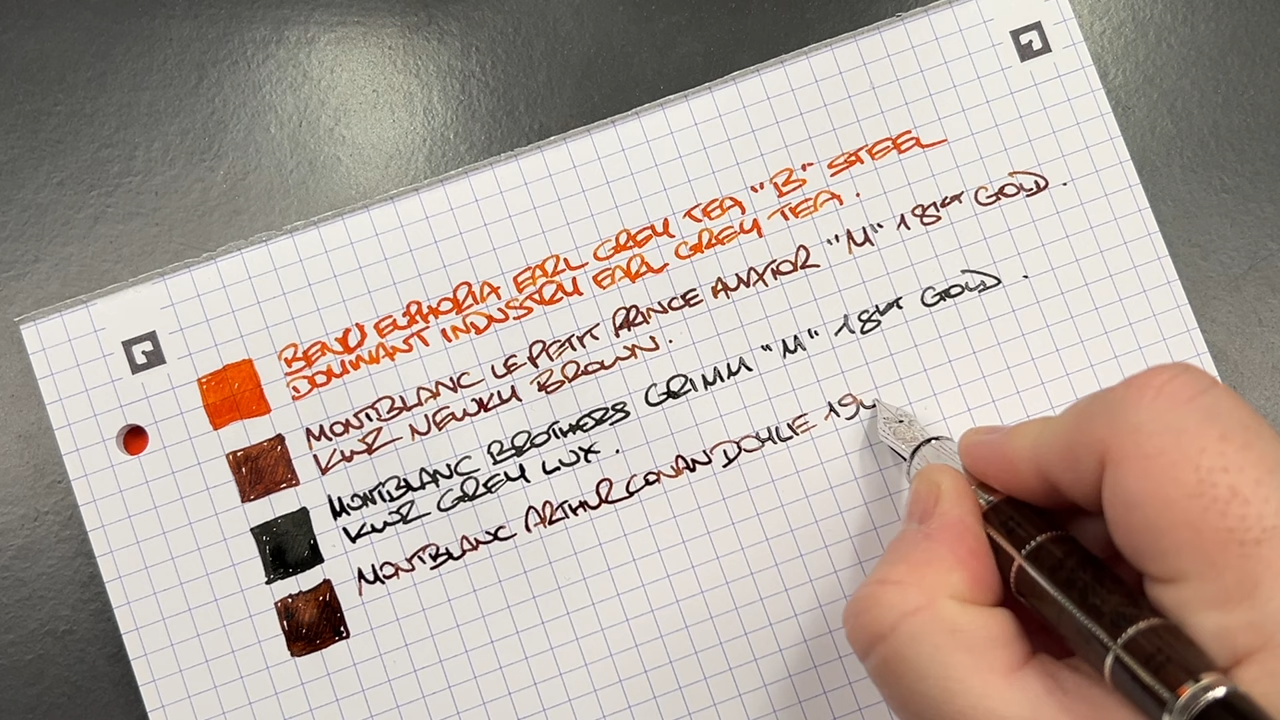 BENU EUPHORIA EARL GREY TEA "B" STEEL
DOMINANT INDUSTRY EARL GREY TEA.
MONTBLANC LE PETIT PRINCE AVIATOR "M" 18KT GOLD.
KWZ NEWKY BROWN.
MONTBLANC BROTHERS GRIMM "M" 18KT GOLD.
KWZ GREY LUX.
MONTBLANC ARTHUR CONAN DOYLE